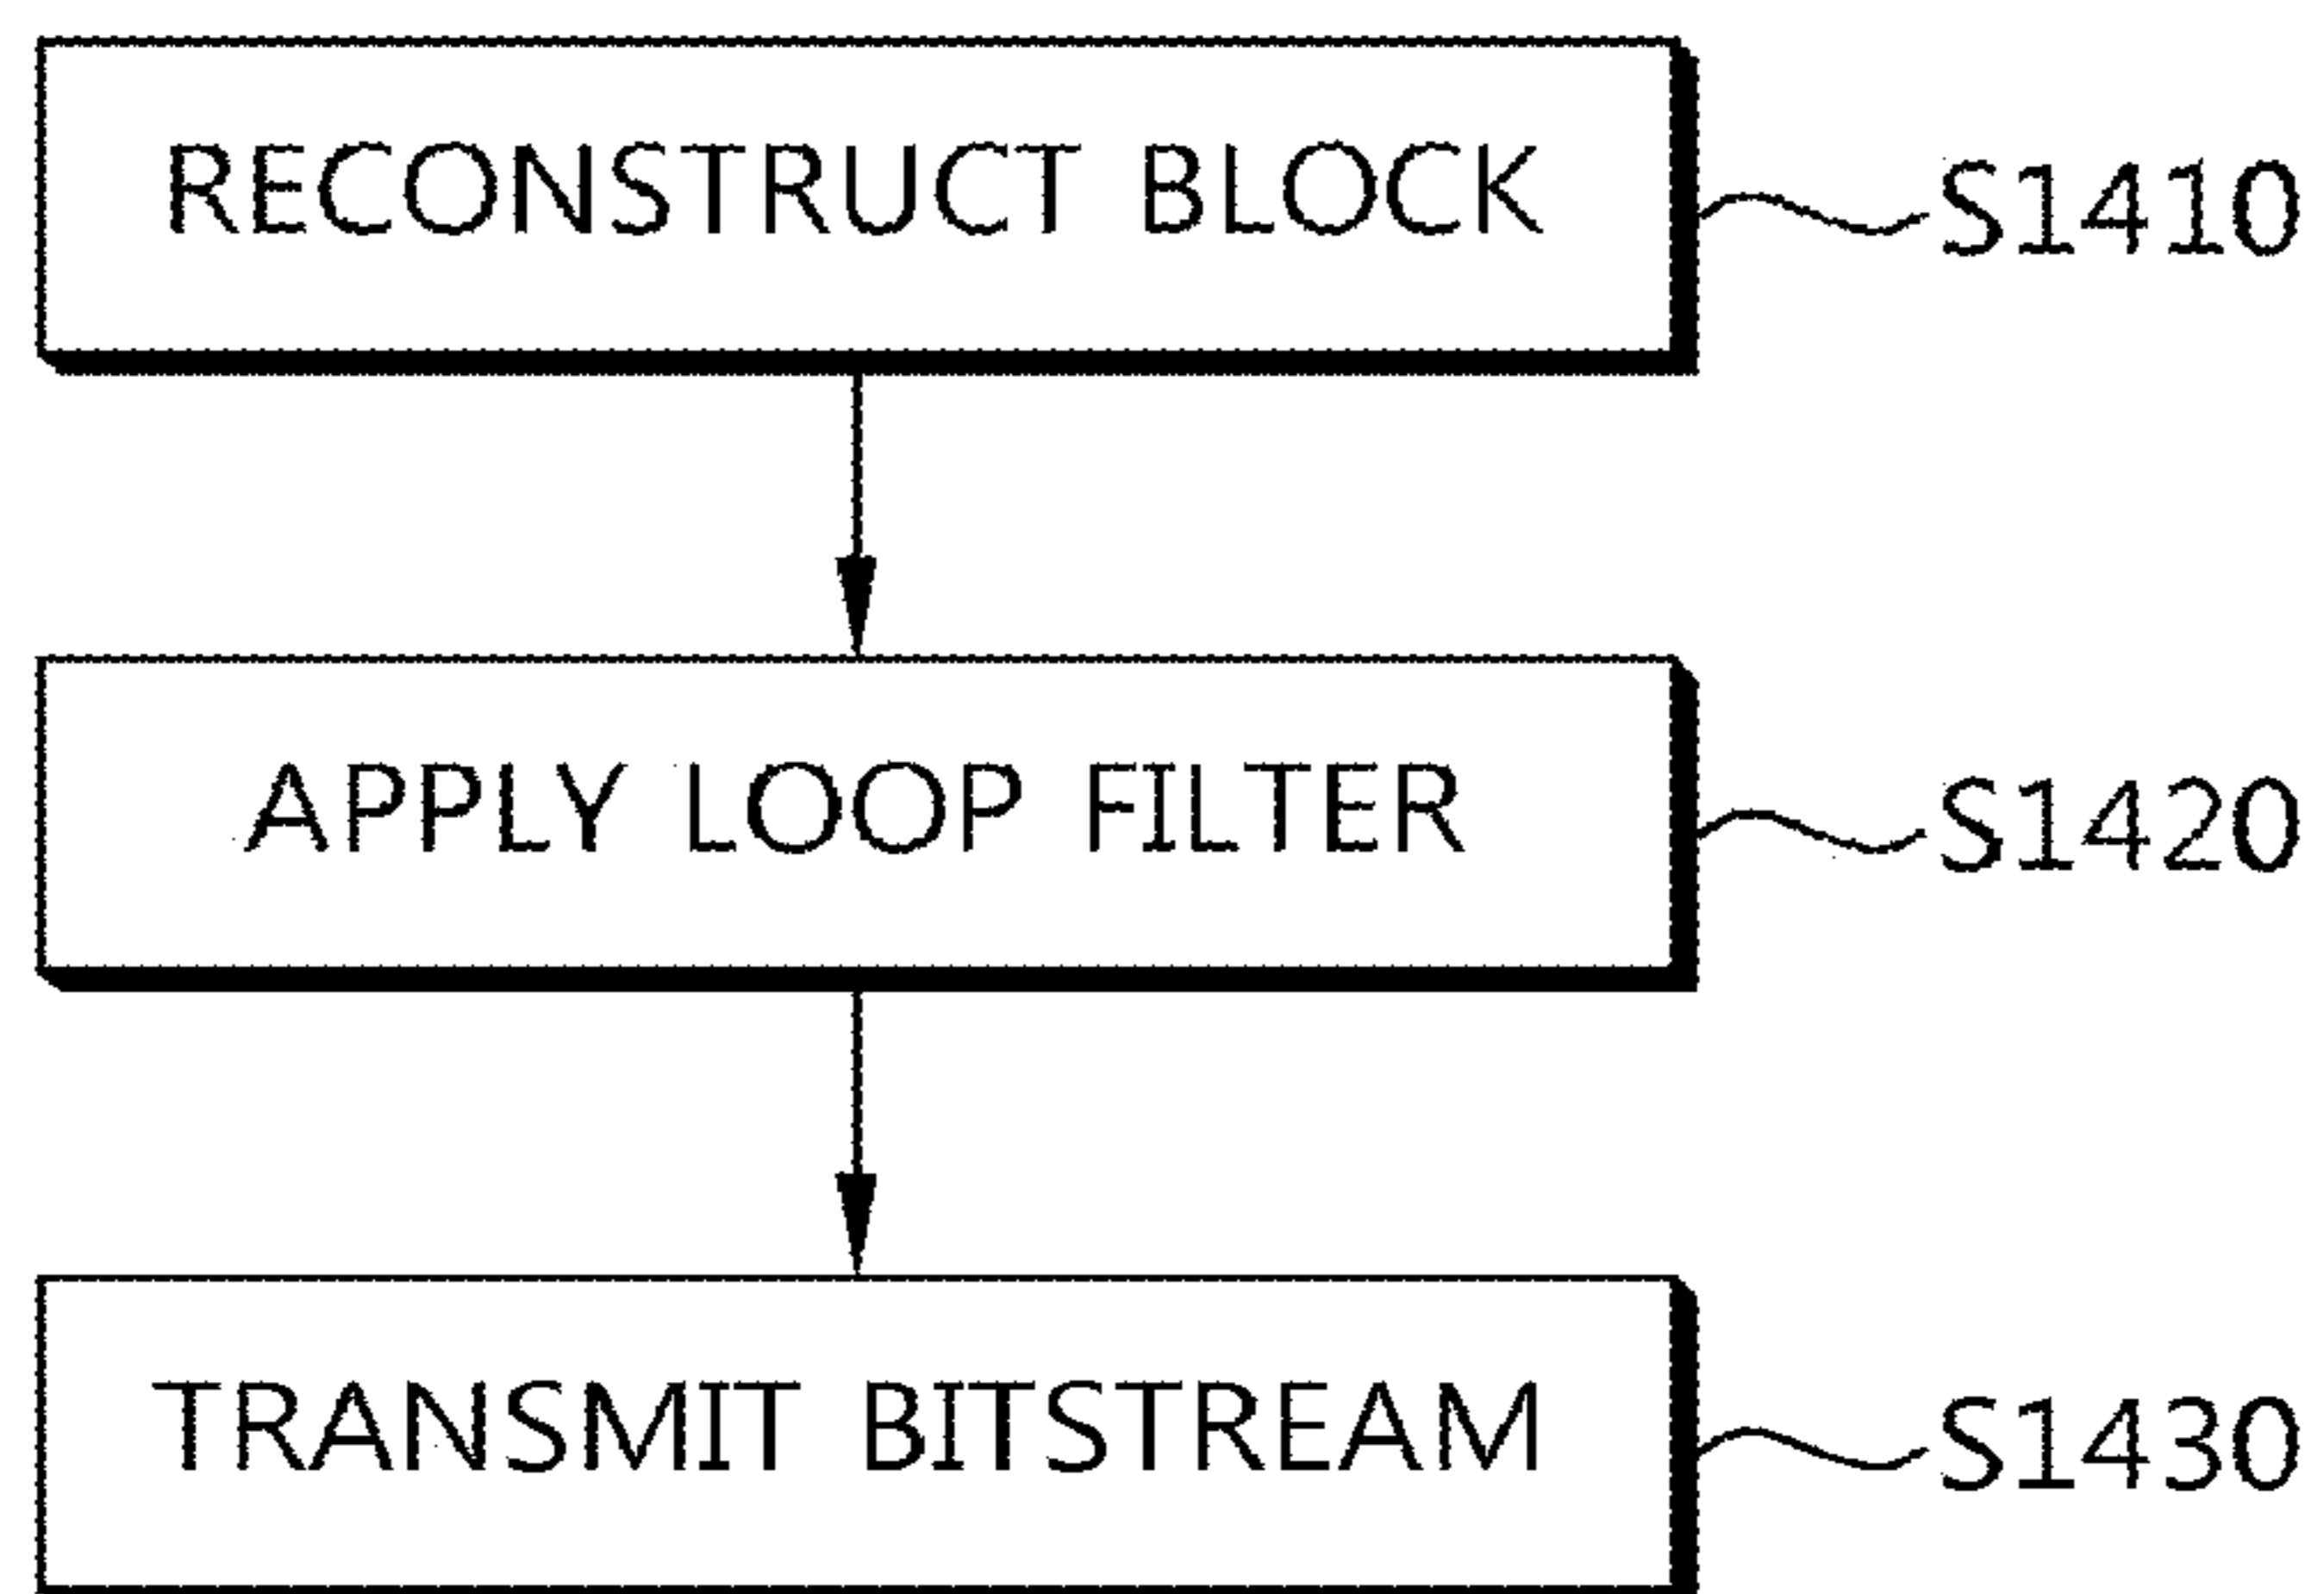 RECONSTRUCT BLOCK
S1410
APPLY LOOP FILTER
S1420
TRANSMIT BITSTREAM
S1430